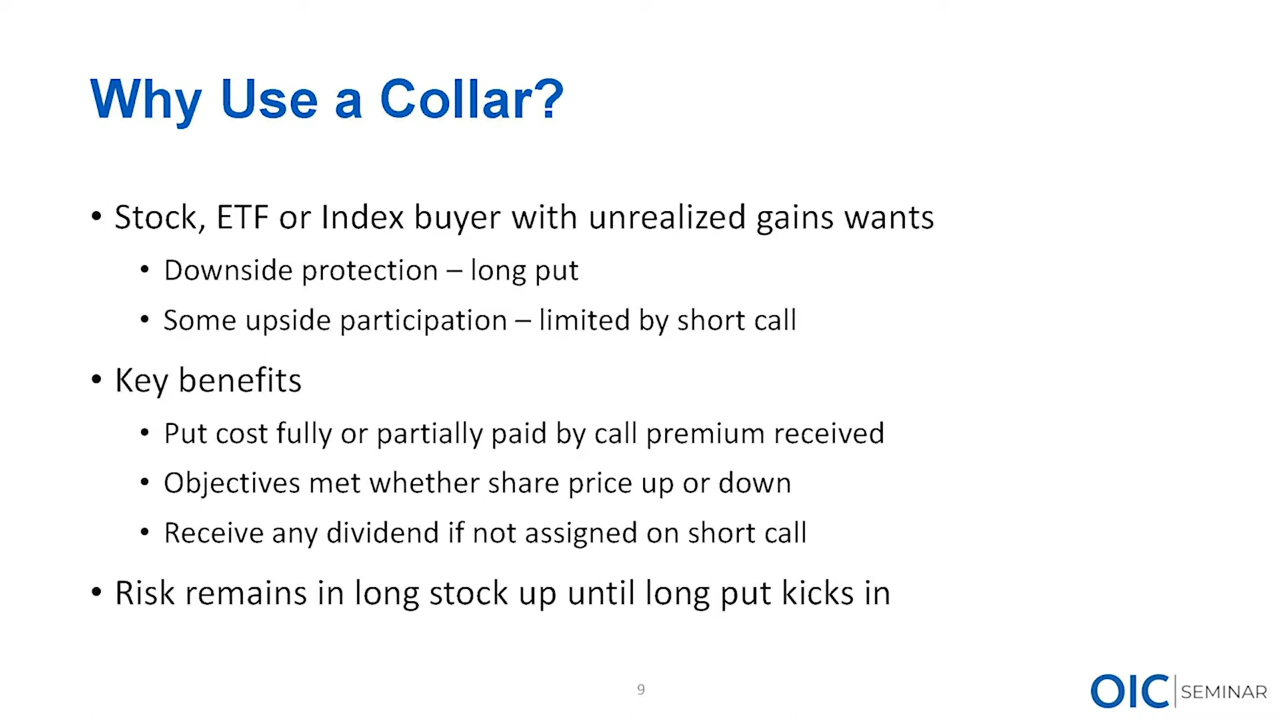 Why Use a Collar?
• Stock, ETF or Index buyer with unrealized gains wants
• Downside protection – long put
• Some upside participation – limited by short call
• Key benefits
• Put cost fully or partially paid by call premium received
• Objectives met whether share price up or down
• Receive any dividend if not assigned on short call
• Risk remains in long stock up until long put kicks in
9
OIC | SEMINAR